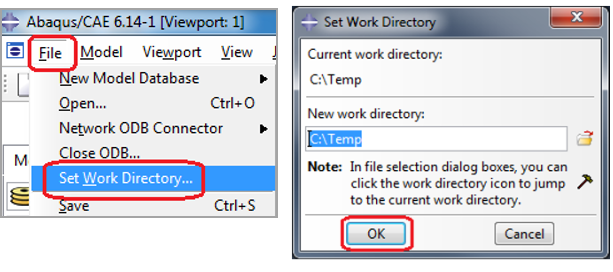 Abaqus/CAE 6.14-1 [Viewport: 1]
File Model Viewport View
New Model Database
Open... Ctrl+O
Network ODB Connector
Close ODB...
M
Set Work Directory...
Save Ctrl+S
Set Work Directory
Current work directory:
C:\Temp
New work directory:
C:\Temp
Note: In file selection dialog boxes, you can
click the work directory icon to jump
to the current work directory.
OK Cancel